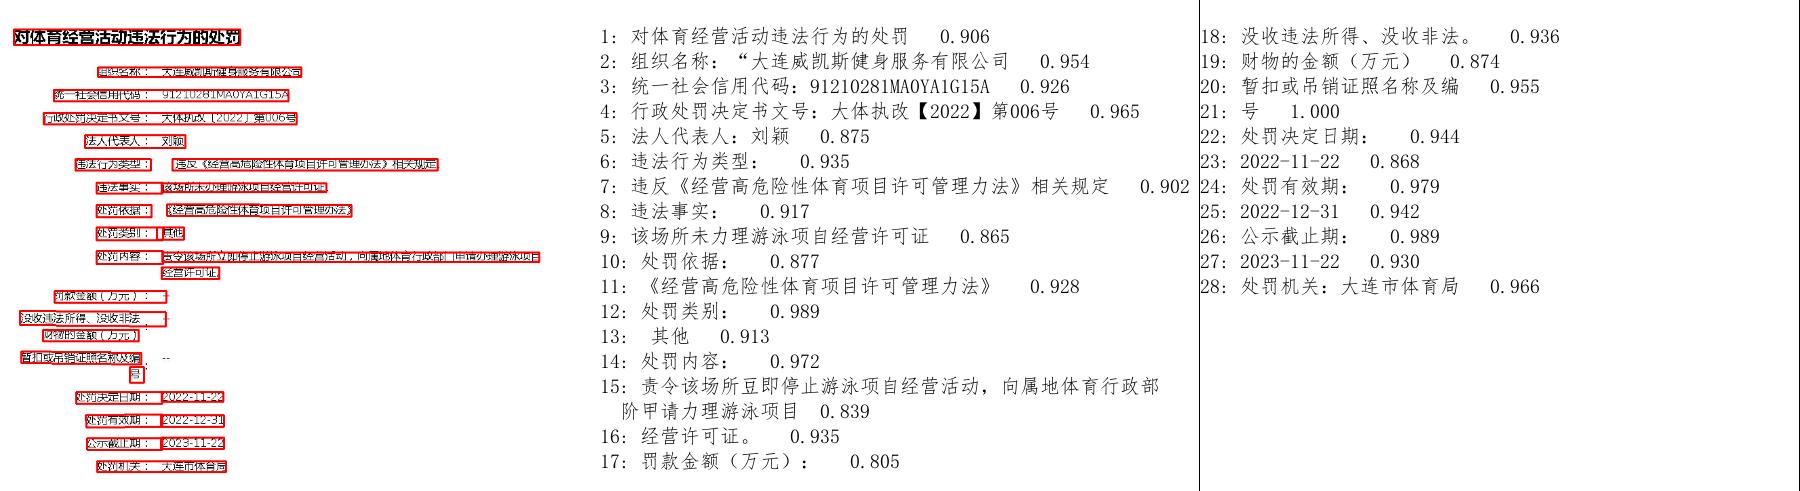 对体育经营活动违法行为的处罚
组织名称： 大连威凯斯健身服务有限公司
统一社会信用代码： 91210281MA0YA1G15A
行政处罚决定书文号： 大体执改【2022】第006号
法人代表人： 刘颖
违法行为类型： 违反《经营高危险性体育项目许可管理办法》相关规定
违法事实： 该场所未办理游泳项目经营许可证
处罚依据： 《经营高危险性体育项目许可管理办法》
处罚类别： 其他
处罚内容： 责令该场所立即停止游泳项目经营活动，向属地体育行政部门申请办理游泳项目
经营许可证。
罚款金额（万元）： --
没收违法所得、没收非法 --
财物的金额（万元）：
暂扣或吊销证照名称及编 --
号：
处罚决定日期： 2022-11-22
处罚有效期： 2022-12-31
公示截止期： 2023-11-22
处罚机关： 大连市体育局
1: 对体育经营活动违法行为的处罚 0.906
2: 组织名称：“大连威凯斯健身服务有限公司 0.954
3: 统一社会信用代码：91210281MA0YA1G15A 0.926
4: 行政处罚决定书文号：大体执改【2022】第006号 0.965
5: 法人代表人：刘颖 0.875
6: 违法行为类型： 0.935
7: 违反《经营高危险性体育项目许可管理力法》相关规定 0.902
8: 违法事实： 0.917
9: 该场所未力理游泳项自经营许可证 0.865
10: 处罚依据： 0.877
11: 《经营高危险性体育项目许可管理力法》 0.928
12: 处罚类别： 0.989
13: 其他 0.913
14: 处罚内容： 0.972
15: 责令该场所豆即停止游泳项自经营活动，向属地体育行政部
阶甲请力理游泳项目 0.839
16: 经营许可证。 0.935
17: 罚款金额（万元）： 0.805
18: 没收违法所得、没收非法。 0.936
19: 财物的金额（万元） 0.874
20: 暂扣或吊销证照名称及编 0.955
21: 号 1.000
22: 处罚决定日期： 0.944
23: 2022-11-22 0.868
24: 处罚有效期： 0.979
25: 2022-12-31 0.942
26: 公示截止期： 0.989
27: 2023-11-22 0.930
28: 处罚机关：大连市体育局 0.966